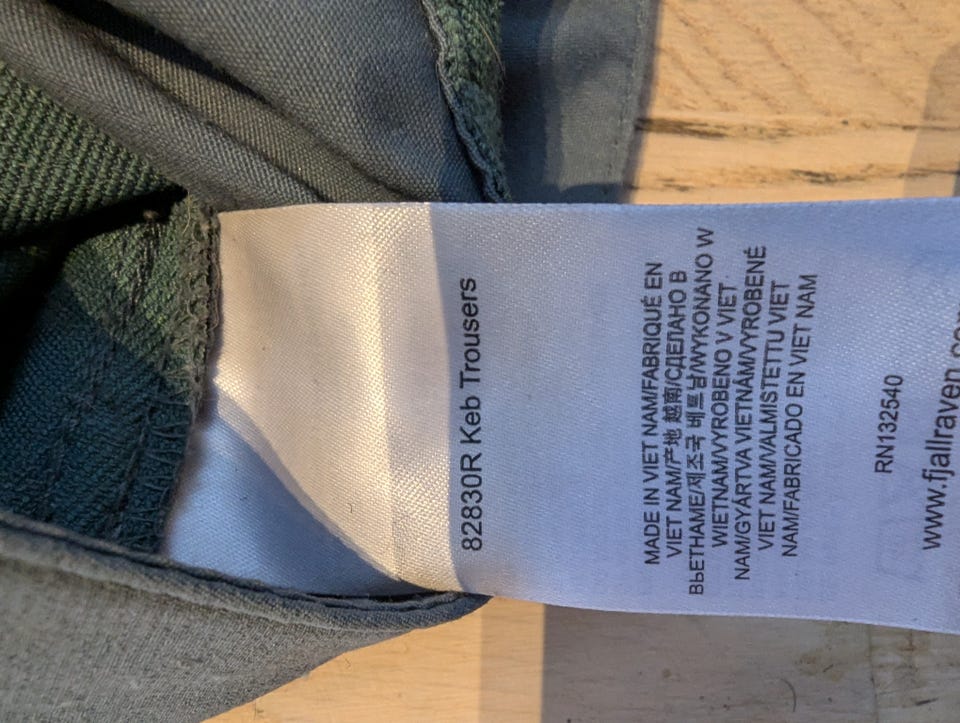 82830R Keb Trousers
MADE IN VIET NAM/FABRIQUÉ EN
VIET NAM/产地 越南/СДЕЛАНО В
ВЬЕТНАМЕ/제조국 베트남/WYKONANO W
WIETNAM/VYROBENO V VIET
NAM/GYÁRTVA VIETNÁM/VYROBENÉ
VIET NAM/VALMISTETTU VIET
NAM/FABRICADO EN VIET NAM
RN132540
www.fjallraven.com